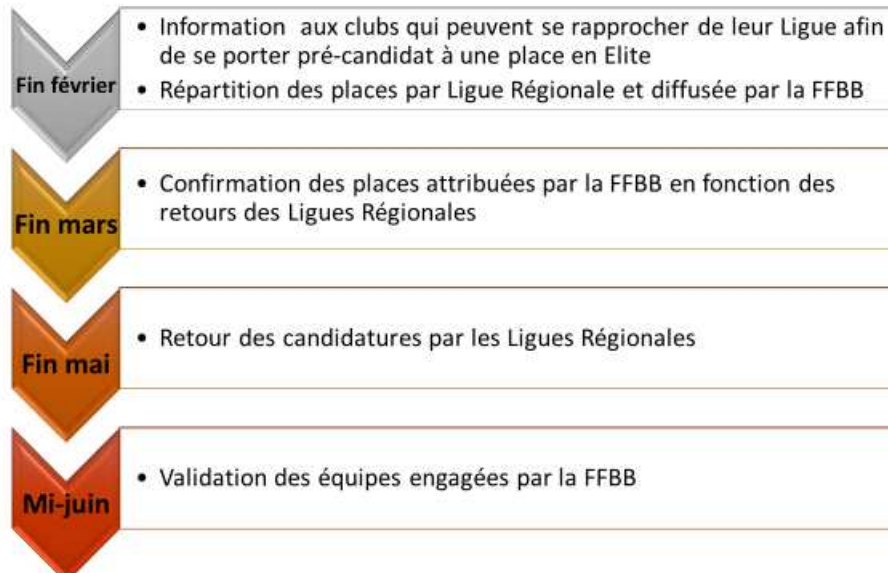 Fin février
• Information aux clubs qui peuvent se rapprocher de leur Ligue afin
de se porter pré-candidat à une place en Elite
• Répartition des places par Ligue Régionale et diffusée par la FFBB
Fin mars
• Confirmation des places attribuées par la FFBB en fonction des
retours des Ligues Régionales
Fin mai
• Retour des candidatures par les Ligues Régionales
Mi-juin
• Validation des équipes engagées par la FFBB